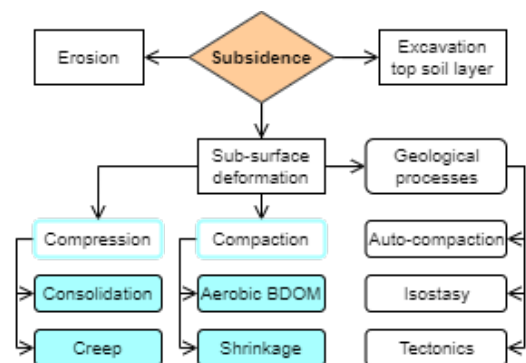 Erosion
Subsidence
Excavation
top soil layer
Sub-surface
deformation
Geological
processes
Compression
Compaction
Auto-compaction
Consolidation
Aerobic BDOM
Isostasy
Creep
Shrinkage
Tectonics